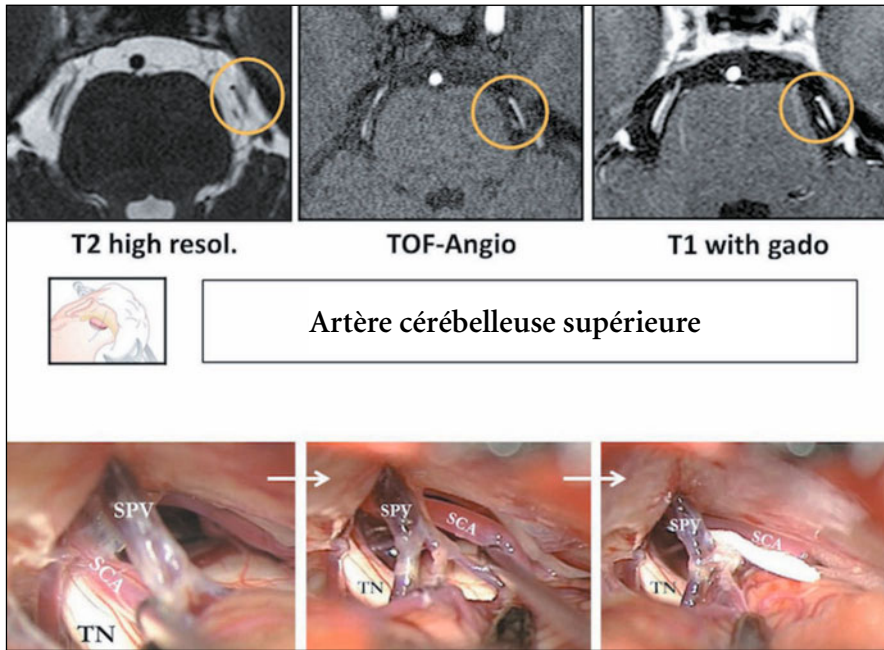 T2 high resol.
TOF-Angio
T1 with gado
Artère cérébelleuse supérieure
SPV
SCA
TN
SCA
SPV
TN
SPV
SCA
TN